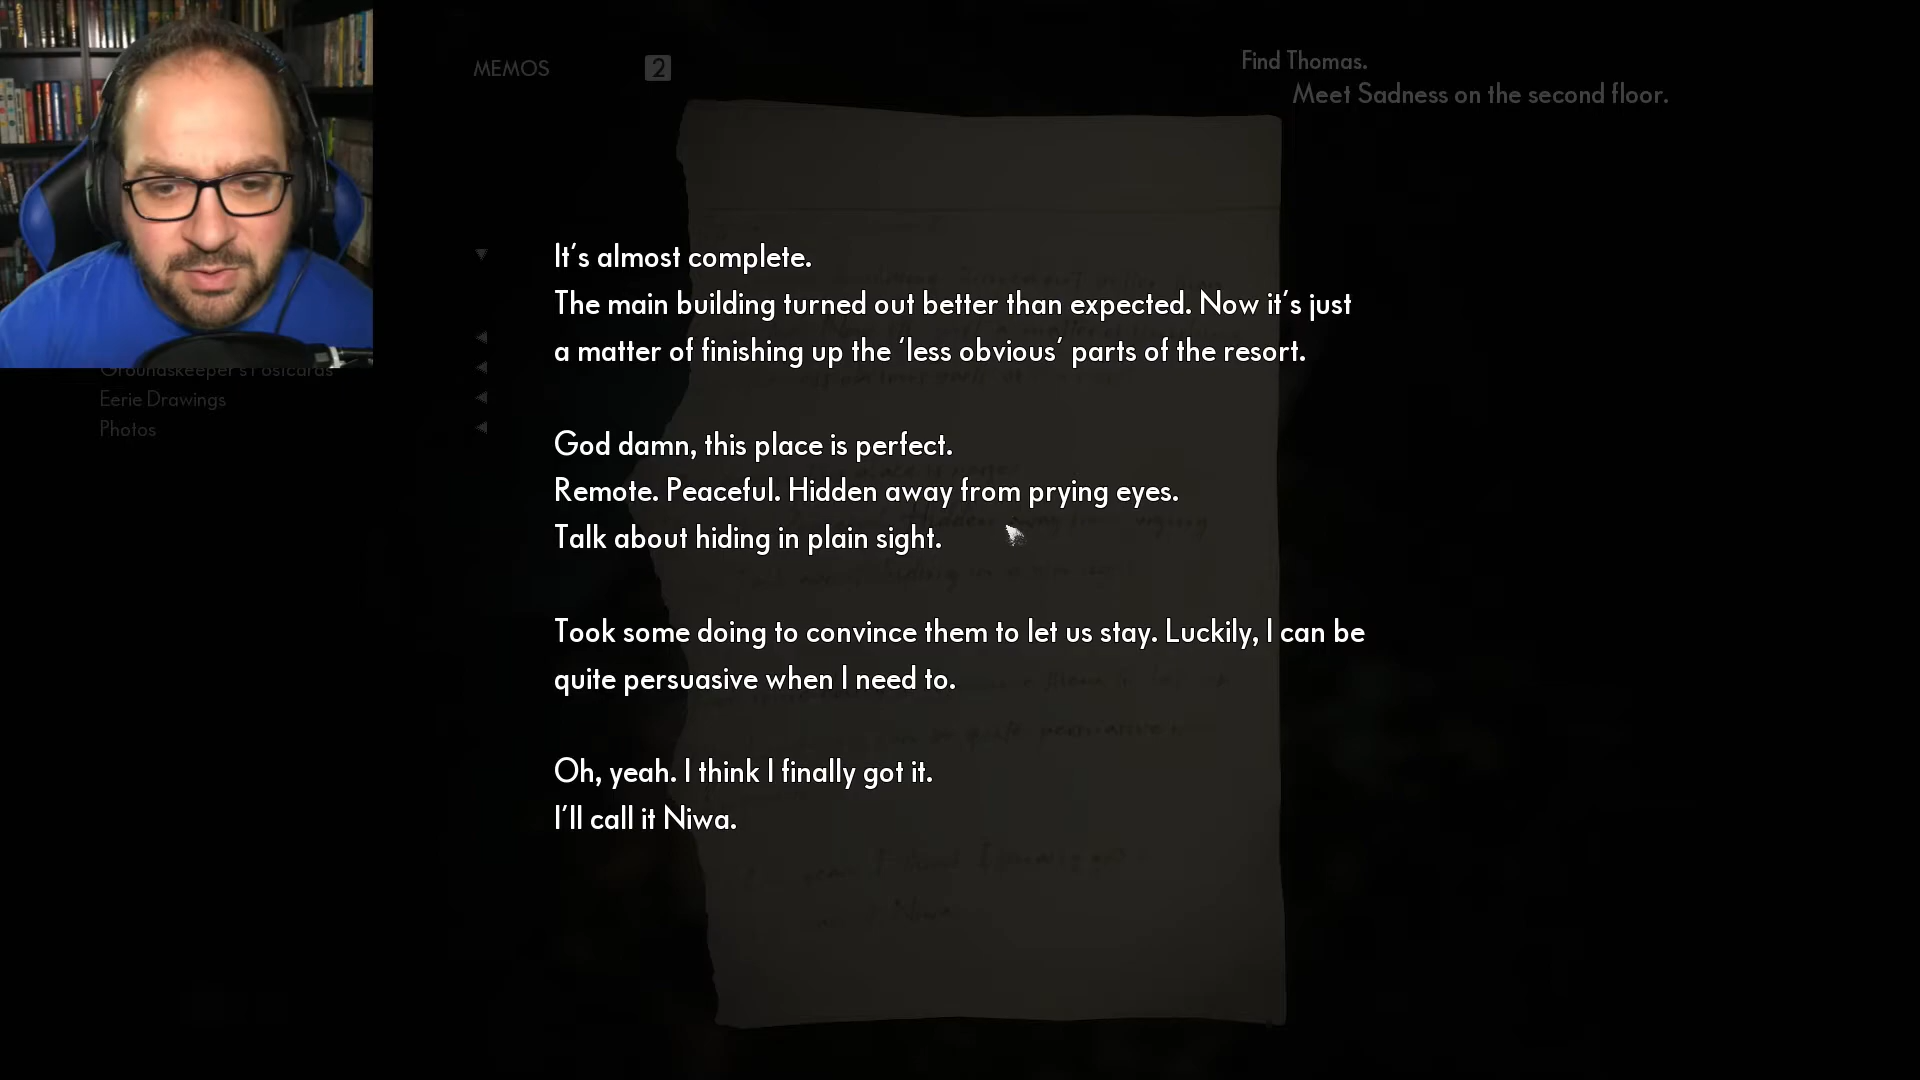 MEMOS 2
Find Thomas.
Meet Sadness on the second floor.
It's almost complete.
The main building turned out better than expected. Now it's just
a matter of finishing up the 'less obvious' parts of the resort.
Groundskeeper's Postcards
Eerie Drawings
Photos
God damn, this place is perfect.
Remote. Peaceful. Hidden away from prying eyes.
Talk about hiding in plain sight.
Took some doing to convince them to let us stay. Luckily, I can be
quite persuasive when I need to.
Oh, yeah. I think I finally got it.
I'll call it Niwa.